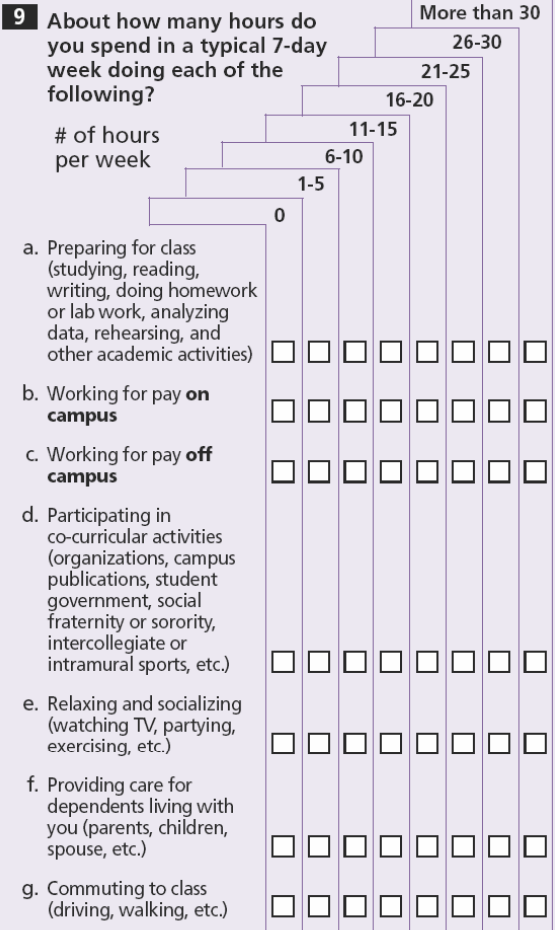 9 About how many hours do
you spend in a typical 7-day
week doing each of the
following?
# of hours
per week
More than 30
26-30
21-25
16-20
11-15
6-10
1-5
0
a. Preparing for class
(studying, reading,
writing, doing homework
or lab work, analyzing
data, rehearsing, and
other academic activities)
b. Working for pay on
campus
c. Working for pay off
campus
d. Participating in
co-curricular activities
(organizations, campus
publications, student
government, social
fraternity or sorority,
intercollegiate or
intramural sports, etc.)
e. Relaxing and socializing
(watching TV, partying,
exercising, etc.)
f. Providing care for
dependents living with
you (parents, children,
spouse, etc.)
g. Commuting to class
(driving, walking, etc.)